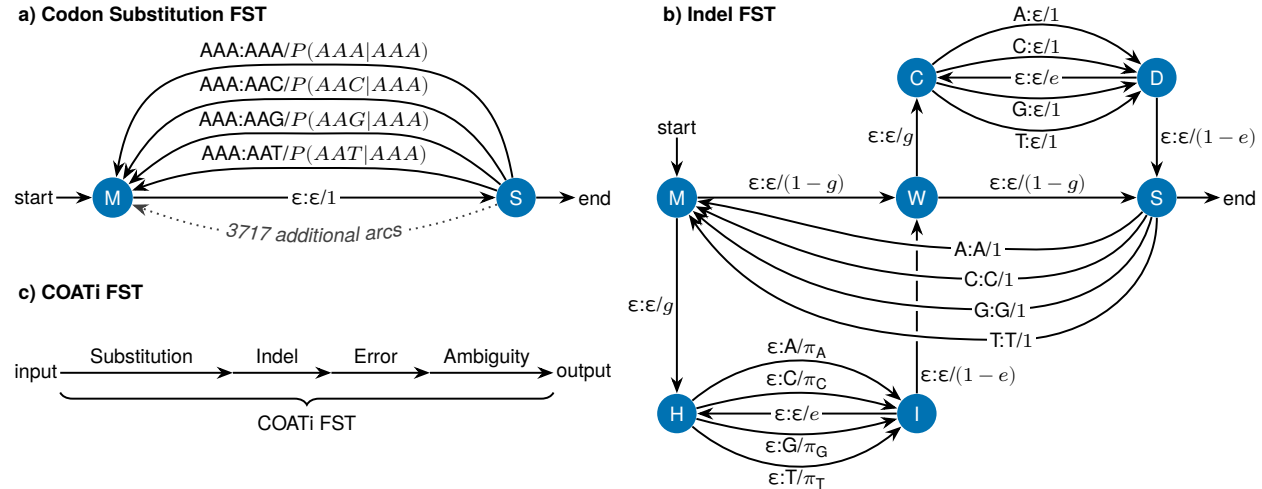 a) Codon Substitution FST
AAA:AAA/P(AAA|AAA)
AAA:AAC/P(AAC|AAA)
AAA:AAG/P(AAG|AAA)
AAA:AAT/P(AAT|AAA)
start
M
ε:ε/1
S
end
3717 additional arcs
c) COATi FST
input
Substitution
Indel
Error
Ambiguity
output
COATi FST
b) Indel FST
A:ε/1
C:ε/1
C
ε:ε/e
D
G:ε/1
T:ε/1
start
ε:ε/g
ε:ε/(1 − e)
M
ε:ε/(1 − g)
W
ε:ε/(1 − g)
S
end
A:A/1
C:C/1
G:G/1
T:T/1
ε:ε/g
ε:A/π_A
ε:C/π_C
ε:ε/(1 − e)
H
ε:ε/e
I
ε:G/π_G
ε:T/π_T